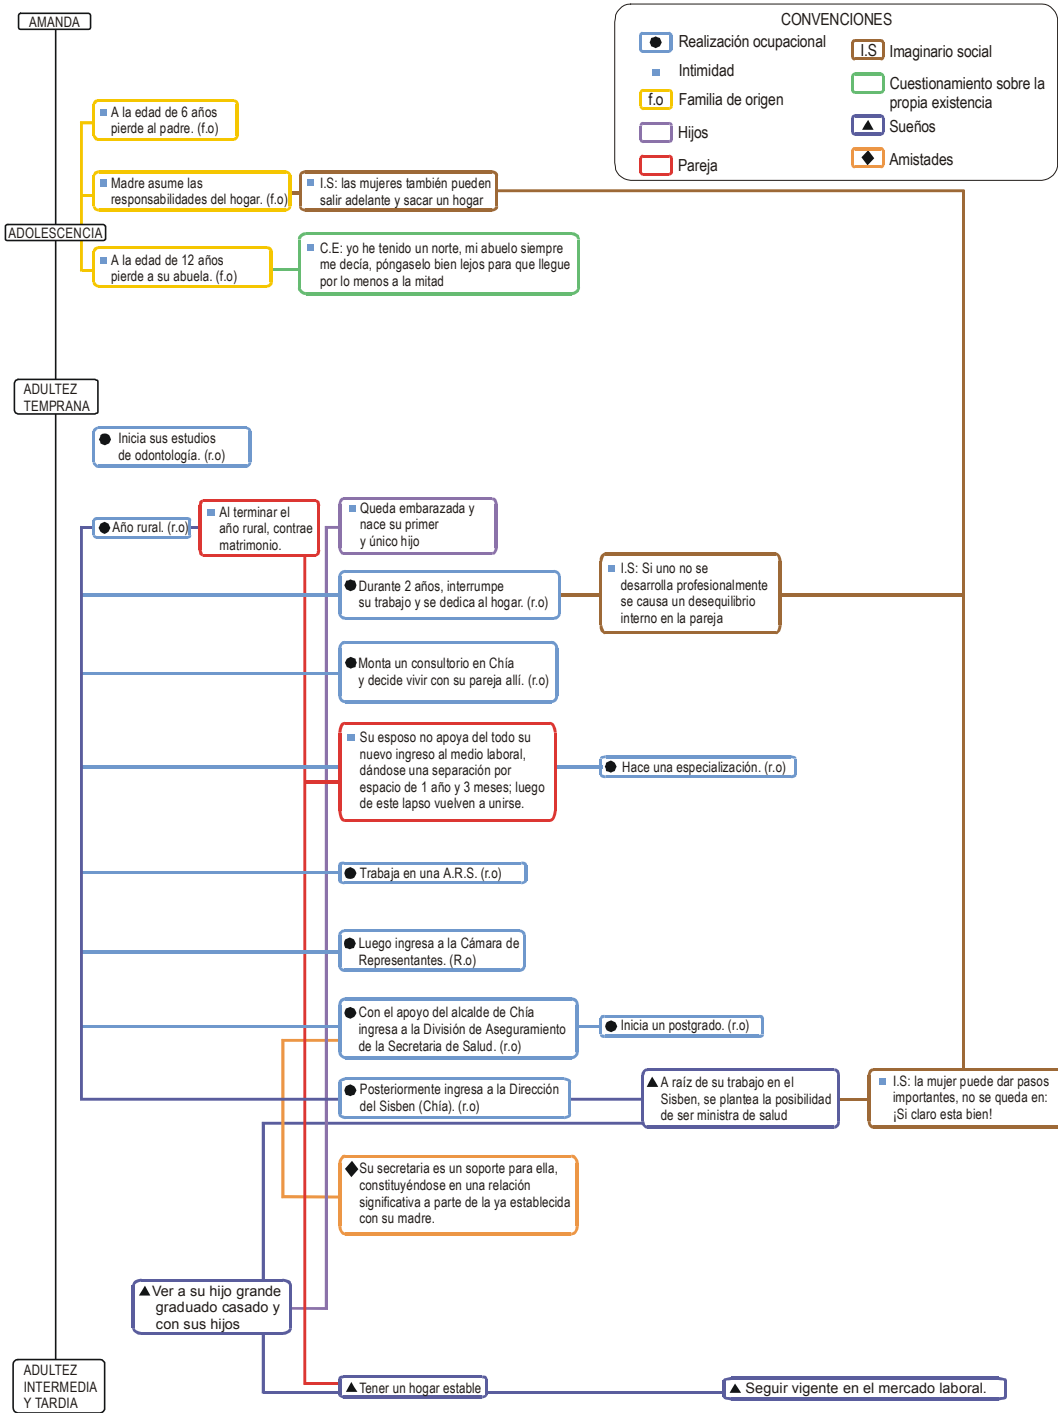 AMANDA
CONVENCIONES
Realización ocupacional
Intimidad
f.o Familia de origen
Hijos
Pareja
I.S Imaginario social
Cuestionamiento sobre la
propia existencia
Sueños
Amistades
A la edad de 6 años
pierde al padre. (f.o)
Madre asume las
responsabilidades del hogar. (f.o)
I.S: las mujeres también pueden
salir adelante y sacar un hogar
ADOLESCENCIA
A la edad de 12 años
pierde a su abuela. (f.o)
C.E: yo he tenido un norte, mi abuelo siempre
me decía, póngaselo bien lejos para que llegue
por lo menos a la mitad
ADULTEZ
TEMPRANA
Inicia sus estudios
de odontología. (r.o)
Año rural. (r.o)
Al terminar el
año rural, contrae
matrimonio.
Queda embarazada y
nace su primer
y único hijo
Durante 2 años, interrumpe
su trabajo y se dedica al hogar. (r.o)
I.S: Si uno no se
desarrolla profesionalmente
se causa un desequilibrio
interno en la pareja
Monta un consultorio en Chía
y decide vivir con su pareja allí. (r.o)
Su esposo no apoya del todo su
nuevo ingreso al medio laboral,
dándose una separación por
espacio de 1 año y 3 meses; luego
de este lapso vuelven a unirse.
Hace una especialización. (r.o)
Trabaja en una A.R.S. (r.o)
Luego ingresa a la Cámara de
Representantes. (R.o)
Con el apoyo del alcalde de Chía
ingresa a la División de Aseguramiento
de la Secretaria de Salud. (r.o)
Inicia un postgrado. (r.o)
Posteriormente ingresa a la Dirección
del Sisben (Chía). (r.o)
A raíz de su trabajo en el
Sisben, se plantea la posibilidad
de ser ministra de salud
I.S: la mujer puede dar pasos
importantes, no se queda en:
¡Si claro esta bien!
Su secretaria es un soporte para ella,
constituyéndose en una relación
significativa a parte de la ya establecida
con su madre.
Ver a su hijo grande
graduado casado y
con sus hijos
ADULTEZ
INTERMEDIA
Y TARDIA
Tener un hogar estable
Seguir vigente en el mercado laboral.